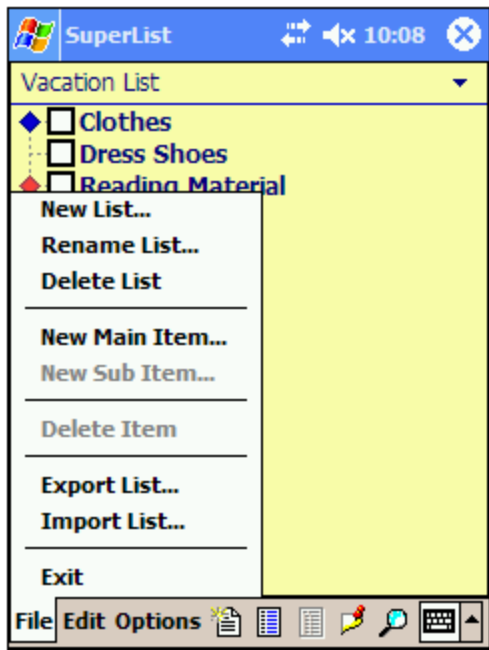 SuperList 10:08
Vacation List
Clothes
Dress Shoes
Reading Material
New List...
Rename List...
Delete List
New Main Item...
New Sub Item...
Delete Item
Export List...
Import List...
Exit
File Edit Options